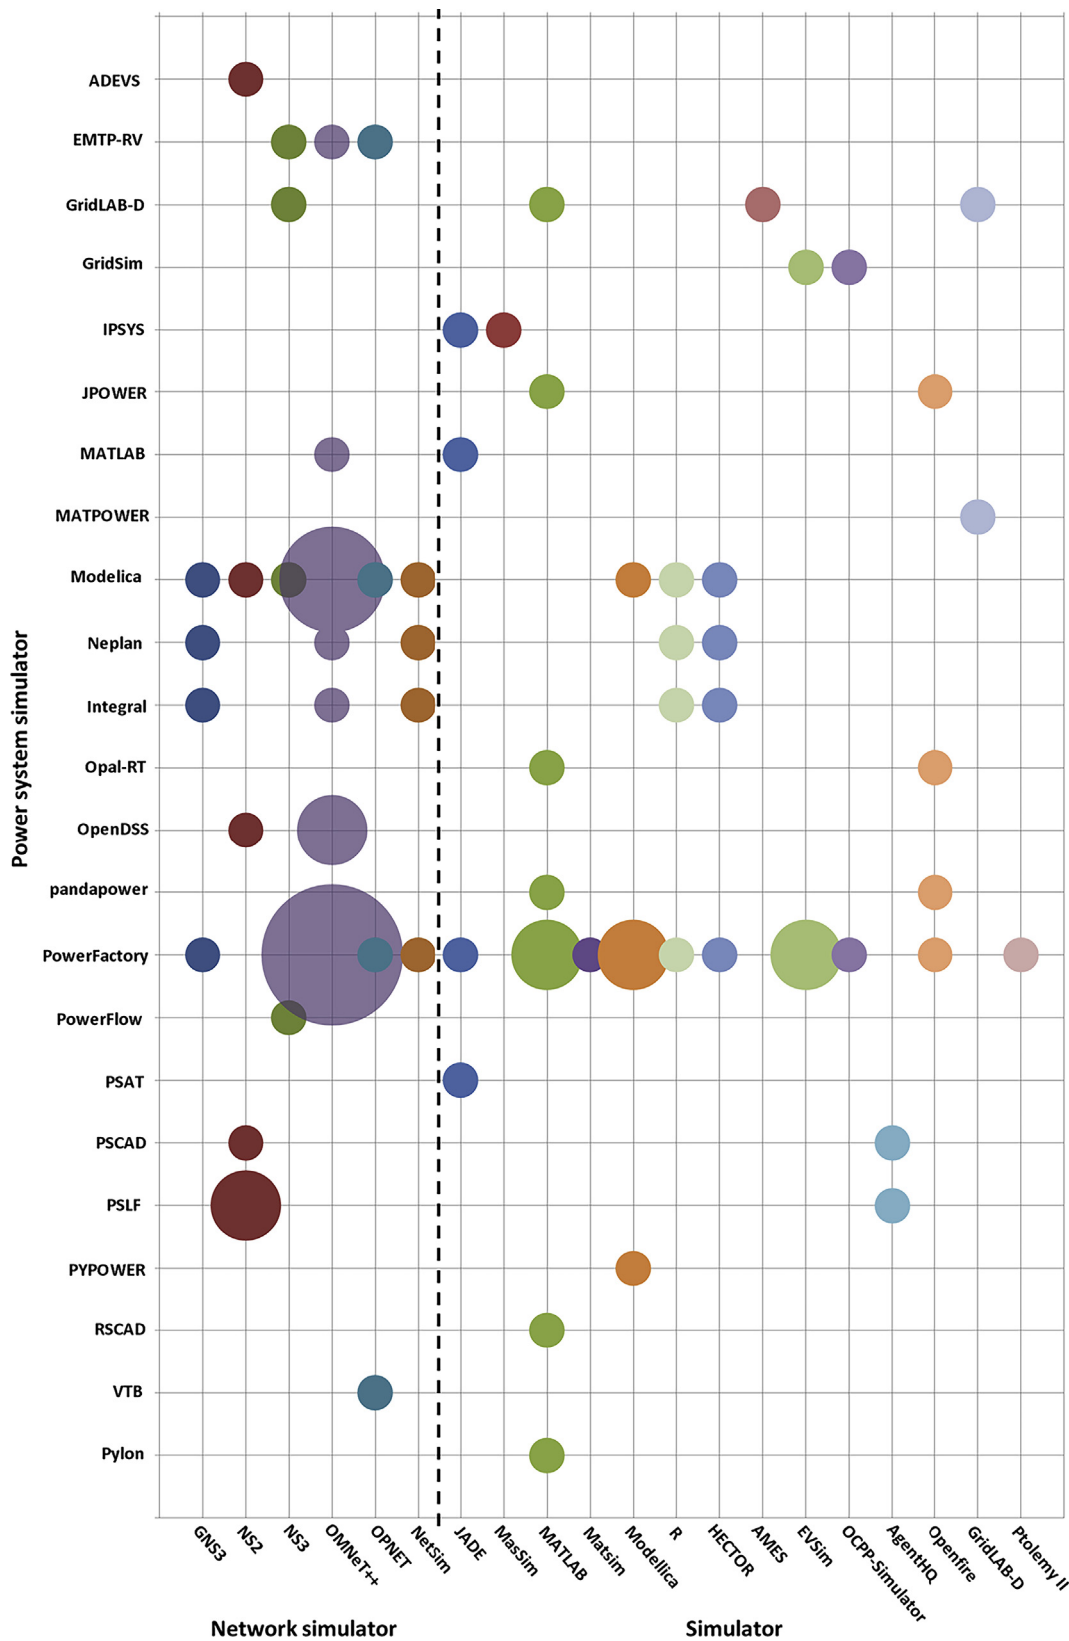 Power system simulator
ADEVS
EMTP-RV
GridLAB-D
GridSim
IPSYS
JPOWER
MATLAB
MATPOWER
Modelica
Neplan
Integral
Opal-RT
OpenDSS
pandapower
PowerFactory
PowerFlow
PSAT
PSCAD
PSLF
PYPOWER
RSCAD
VTB
Pylon
GNS3
NS2
NS3
OMNeT++
OPNET
NetSim
JADE
MasSim
MATLAB
Matsim
Modellica
R
HECTOR
AMES
EVSim
OCPP-Simulator
AgentHQ
Openfire
GridLAB-D
Ptolemy II
Network simulator
Simulator